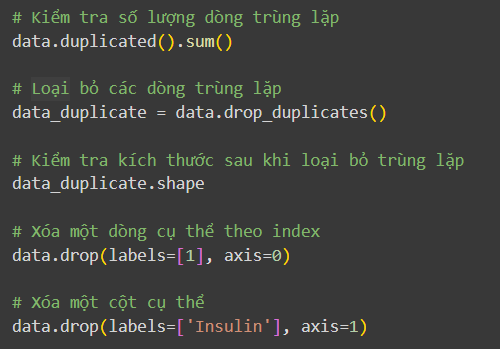 # Kiểm tra số lượng dòng trùng lặp
data.duplicated().sum()
# Loại bỏ các dòng trùng lặp
data_duplicate = data.drop_duplicates()
# Kiểm tra kích thước sau khi loại bỏ trùng lặp
data_duplicate.shape
# Xóa một dòng cụ thể theo index
data.drop(labels=[1], axis=0)
# Xóa một cột cụ thể
data.drop(labels=['Insulin'], axis=1)